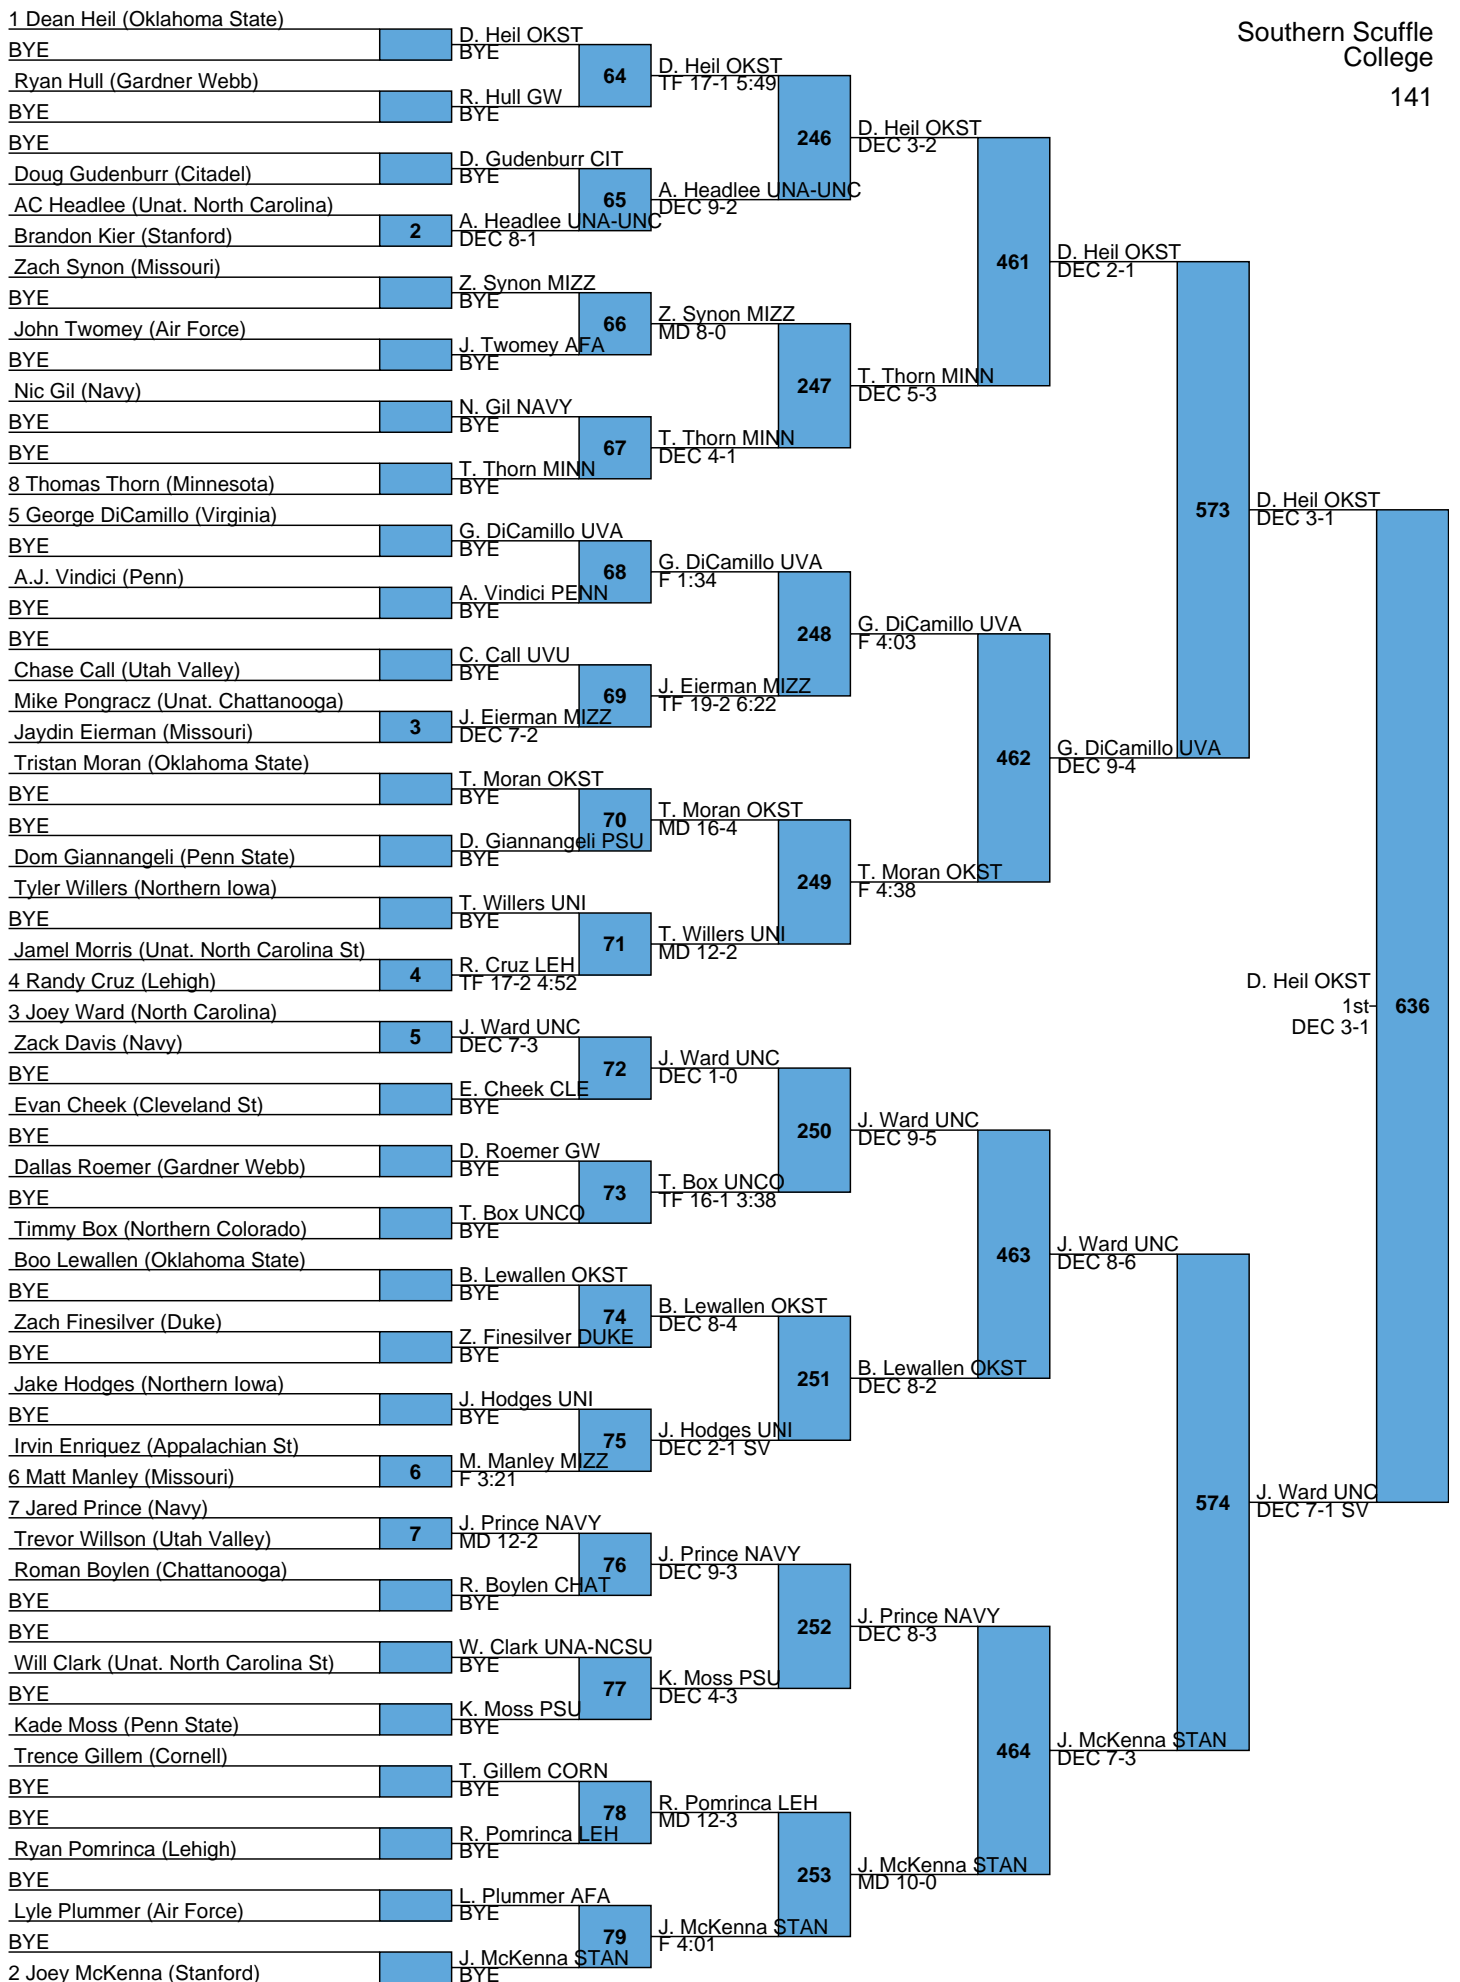 Southern Scuffle
College
141
1 Dean Heil (Oklahoma State)
BYE
Ryan Hull (Gardner Webb)
BYE
BYE
Doug Gudenburr (Citadel)
AC Headlee (Unat. North Carolina)
Brandon Kier (Stanford)
Zach Synon (Missouri)
BYE
John Twomey (Air Force)
BYE
Nic Gil (Navy)
BYE
BYE
8 Thomas Thorn (Minnesota)
5 George DiCamillo (Virginia)
BYE
A.J. Vindici (Penn)
BYE
BYE
Chase Call (Utah Valley)
Mike Pongracz (Unat. Chattanooga)
Jaydin Eierman (Missouri)
Tristan Moran (Oklahoma State)
BYE
BYE
Dom Giannangeli (Penn State)
Tyler Willers (Northern Iowa)
BYE
Jamel Morris (Unat. North Carolina St)
4 Randy Cruz (Lehigh)
3 Joey Ward (North Carolina)
Zack Davis (Navy)
BYE
Evan Cheek (Cleveland St)
BYE
Dallas Roemer (Gardner Webb)
BYE
Timmy Box (Northern Colorado)
Boo Lewallen (Oklahoma State)
BYE
Zach Finesilver (Duke)
BYE
Jake Hodges (Northern Iowa)
BYE
Irvin Enriquez (Appalachian St)
6 Matt Manley (Missouri)
7 Jared Prince (Navy)
Trevor Willson (Utah Valley)
Roman Boylen (Chattanooga)
BYE
BYE
Will Clark (Unat. North Carolina St)
BYE
Kade Moss (Penn State)
Trence Gillem (Cornell)
BYE
BYE
Ryan Pomrinca (Lehigh)
BYE
Lyle Plummer (Air Force)
BYE
2 Joey McKenna (Stanford)
2
3
4
5
6
7
D. Heil OKST
BYE
R. Hull GW
BYE
D. Gudenburr CIT
BYE
A. Headlee UNA-UNC
DEC 8-1
Z. Synon MIZZ
BYE
J. Twomey AFA
BYE
N. Gil NAVY
BYE
T. Thorn MINN
BYE
G. DiCamillo UVA
BYE
A. Vindici PENN
BYE
C. Call UVU
BYE
J. Eierman MIZZ
DEC 7-2
T. Moran OKST
BYE
D. Giannangeli PSU
BYE
T. Willers UNI
BYE
R. Cruz LEH
TF 17-2 4:52
J. Ward UNC
DEC 7-3
E. Cheek CLE
BYE
D. Roemer GW
BYE
T. Box UNCO
BYE
B. Lewallen OKST
BYE
Z. Finesilver DUKE
BYE
J. Hodges UNI
BYE
M. Manley MIZZ
F 3:21
J. Prince NAVY
MD 12-2
R. Boylen CHAT
BYE
W. Clark UNA-NCSU
BYE
K. Moss PSU
BYE
T. Gillem CORN
BYE
R. Pomrinca LEH
BYE
L. Plummer AFA
BYE
J. McKenna STAN
BYE
64
65
66
67
68
69
70
71
72
73
74
75
76
77
78
79
D. Heil OKST
TF 17-1 5:49
A. Headlee UNA-UNC
DEC 9-2
Z. Synon MIZZ
MD 8-0
T. Thorn MINN
DEC 4-1
G. DiCamillo UVA
F 1:34
J. Eierman MIZZ
TF 19-2 6:22
T. Moran OKST
MD 16-4
T. Willers UNI
MD 12-2
J. Ward UNC
DEC 1-0
T. Box UNCO
TF 16-1 3:38
B. Lewallen OKST
DEC 8-4
J. Hodges UNI
DEC 2-1 SV
J. Prince NAVY
DEC 9-3
K. Moss PSU
DEC 4-3
R. Pomrinca LEH
MD 12-3
J. McKenna STAN
F 4:01
246
247
248
249
250
251
252
253
D. Heil OKST
DEC 3-2
T. Thorn MINN
DEC 5-3
G. DiCamillo UVA
F 4:03
T. Moran OKST
F 4:38
J. Ward UNC
DEC 9-5
B. Lewallen OKST
DEC 8-2
J. Prince NAVY
DEC 8-3
J. McKenna STAN
MD 10-0
461
462
463
464
D. Heil OKST
DEC 2-1
G. DiCamillo UVA
DEC 9-4
J. Ward UNC
DEC 8-6
J. McKenna STAN
DEC 7-3
573
574
D. Heil OKST
DEC 3-1
J. Ward UNC
DEC 7-1 SV
636
D. Heil OKST
1st
DEC 3-1